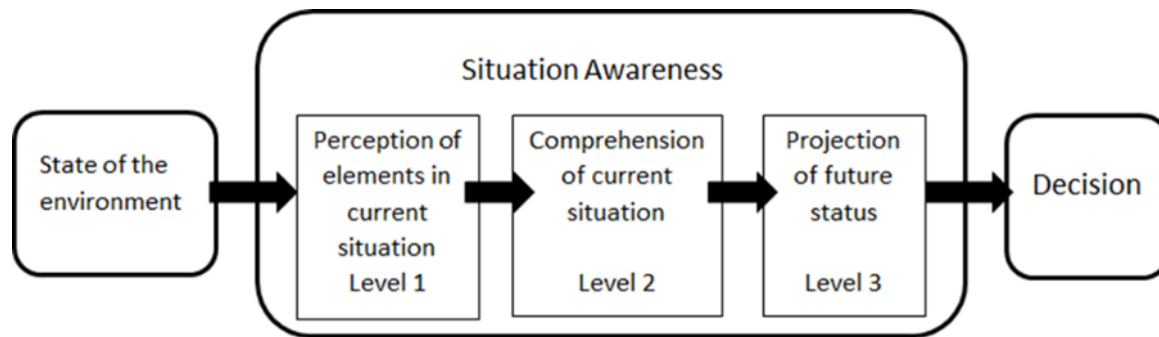 Situation Awareness
State of the
environment
Perception of
elements in
current
situation
Level 1
Comprehension
of current
situation
Level 2
Projection
of future
status
Level 3
Decision